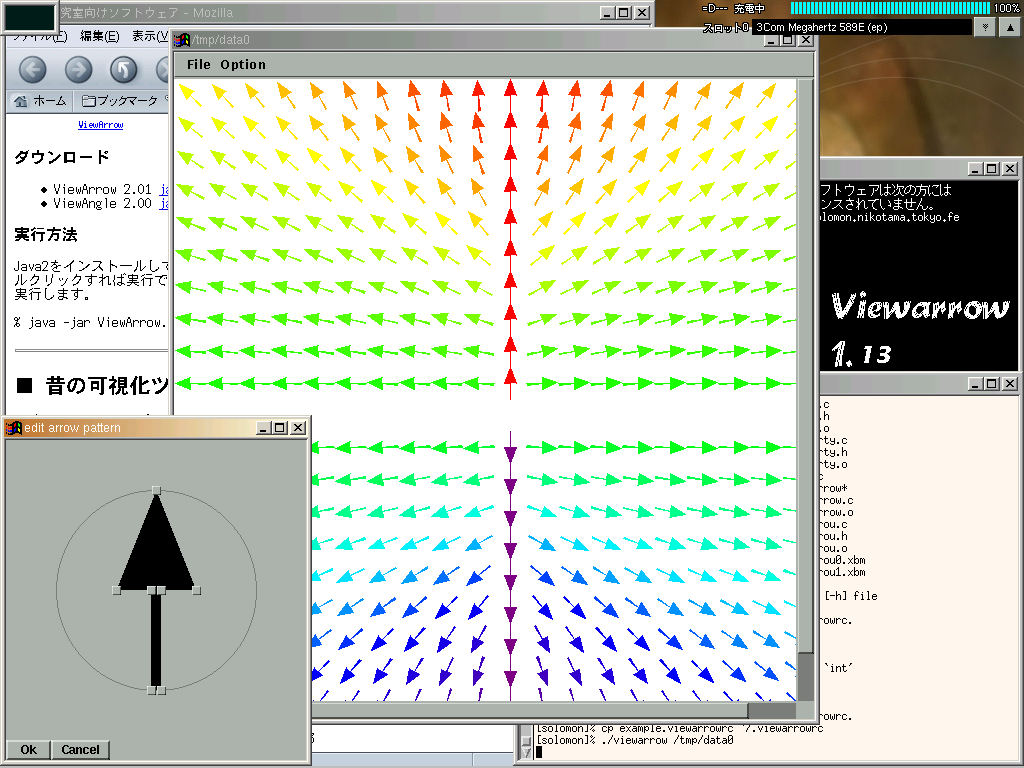 究室向けソフトウェア - Mozilla
=D--- 充電中
100%
スロット0
3Com Megahertz 589E (ep)
ファイル(F) 編集(E) 表示(V
/tmp/data0
File Option
ホーム
ブックマーク
ViewArrow
ダウンロード
ViewArrow 2.01 ja
ViewAngle 2.00 ja
実行方法
Java2をインストールして
ルクリックすれば実行で
実行します。
% java -jar ViewArrow.
■ 昔の可視化ツ
フトウェアは次の方には
ンスされていません。
olomon.nikotama.tokyo.fe
Viewarrow
1.13
edit arrow pattern
Ok Cancel
.c
.h
.o
rty.c
rty.h
rty.o
c
rrow*
rrow.c
rrow.o
rou.c
rou.h
rou.o
rou0.xbm
rou1.xbm
[-h] file
rowrc.
`int'
rowrc.
[solomon]% cp example.viewarrowrc ~/.viewarrowrc
[solomon]% ./viewarrow /tmp/data0